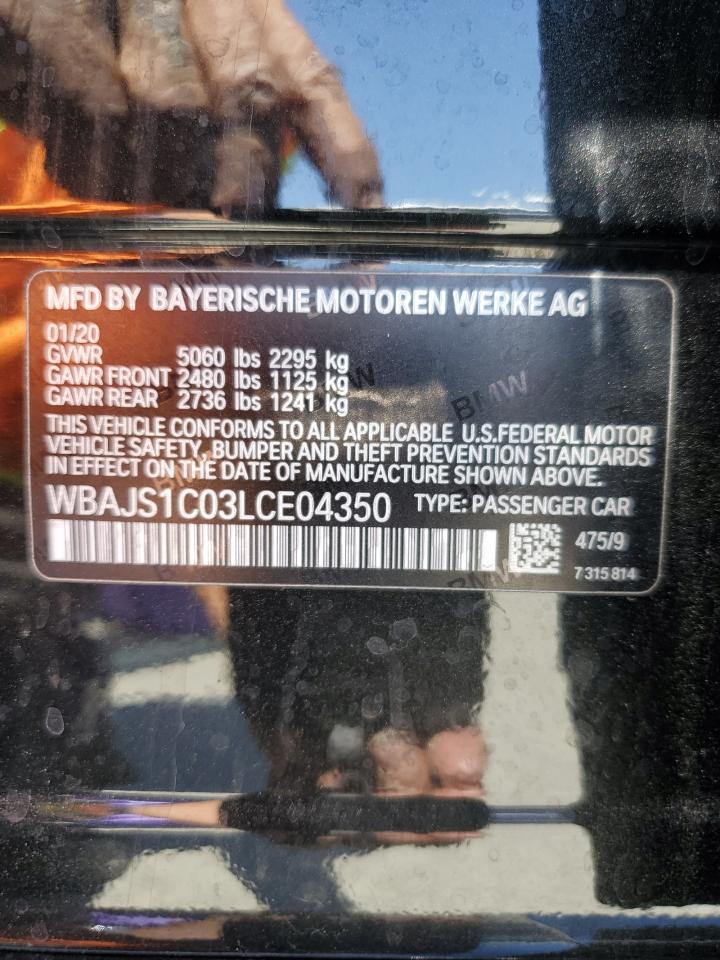 MFD BY BAYERISCHE MOTOREN WERKE AG
01/20
GVWR 5060 lbs 2295 kg
GAWR FRONT 2480 lbs 1125 kg
GAWR REAR 2736 lbs 1241 kg
THIS VEHICLE CONFORMS TO ALL APPLICABLE U.S.FEDERAL MOTOR
VEHICLE SAFETY, BUMPER AND THEFT PREVENTION STANDARDS
IN EFFECT ON THE DATE OF MANUFACTURE SHOWN ABOVE.
WBAJS1C03LCE04350 TYPE: PASSENGER CAR
475/9
7 315 814
BMW
BMW